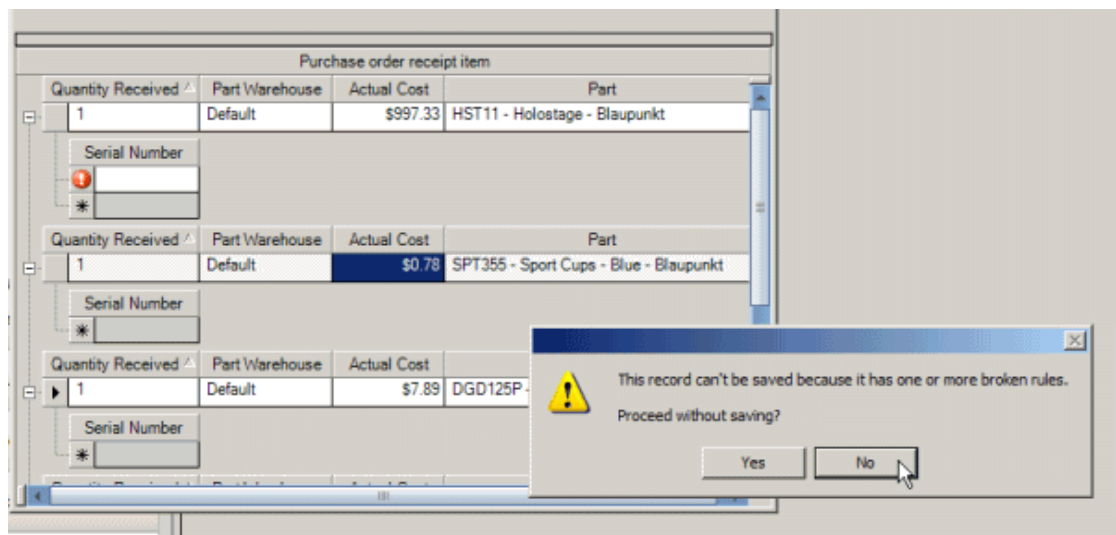 Purchase order receipt item
Quantity Received Part Warehouse Actual Cost Part
1 Default $997.33 HST11 - Holostage - Blaupunkt
Serial Number
Quantity Received Part Warehouse Actual Cost Part
1 Default $0.78 SPT355 - Sport Cups - Blue - Blaupunkt
Serial Number
Quantity Received Part Warehouse Actual Cost
1 Default $7.89 DGD125P -
Serial Number
This record can't be saved because it has one or more broken rules.
Proceed without saving?
Yes No